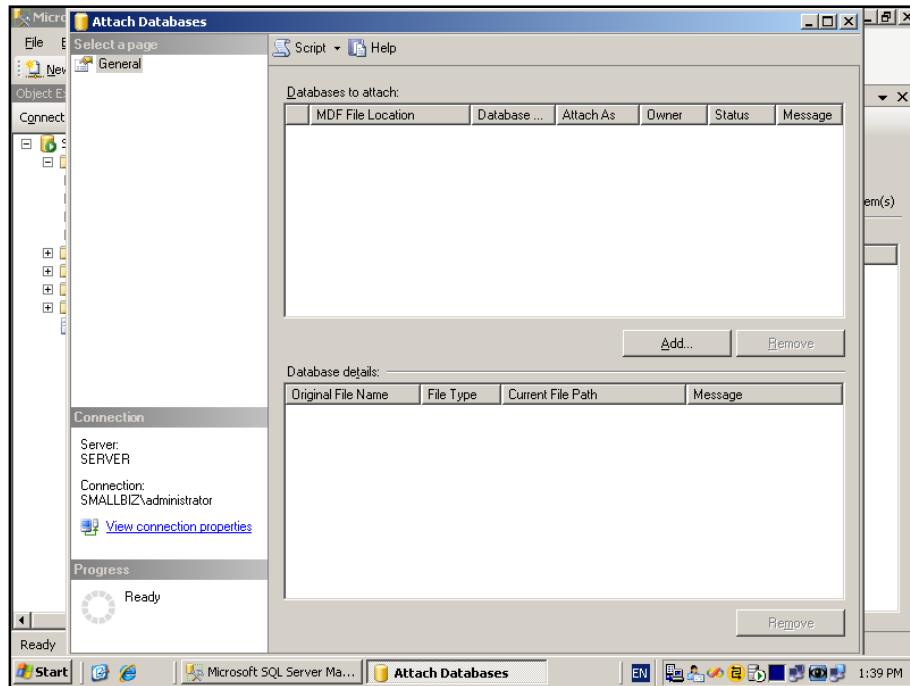 Micro
Attach Databases
File
E
Select a page
Script
Help
New
General
Object E
Databases to attach:
Connect
MDF File Location
Database ...
Attach As
Owner
Status
Message
S
em(s)
Add...
Remove
Database details:
Original File Name
File Type
Current File Path
Message
Connection
Server:
SERVER
Connection:
SMALLBIZ\administrator
View connection properties
Progress
Ready
Remove
Ready
Start
Microsoft SQL Server Ma...
Attach Databases
EN
1:39 PM